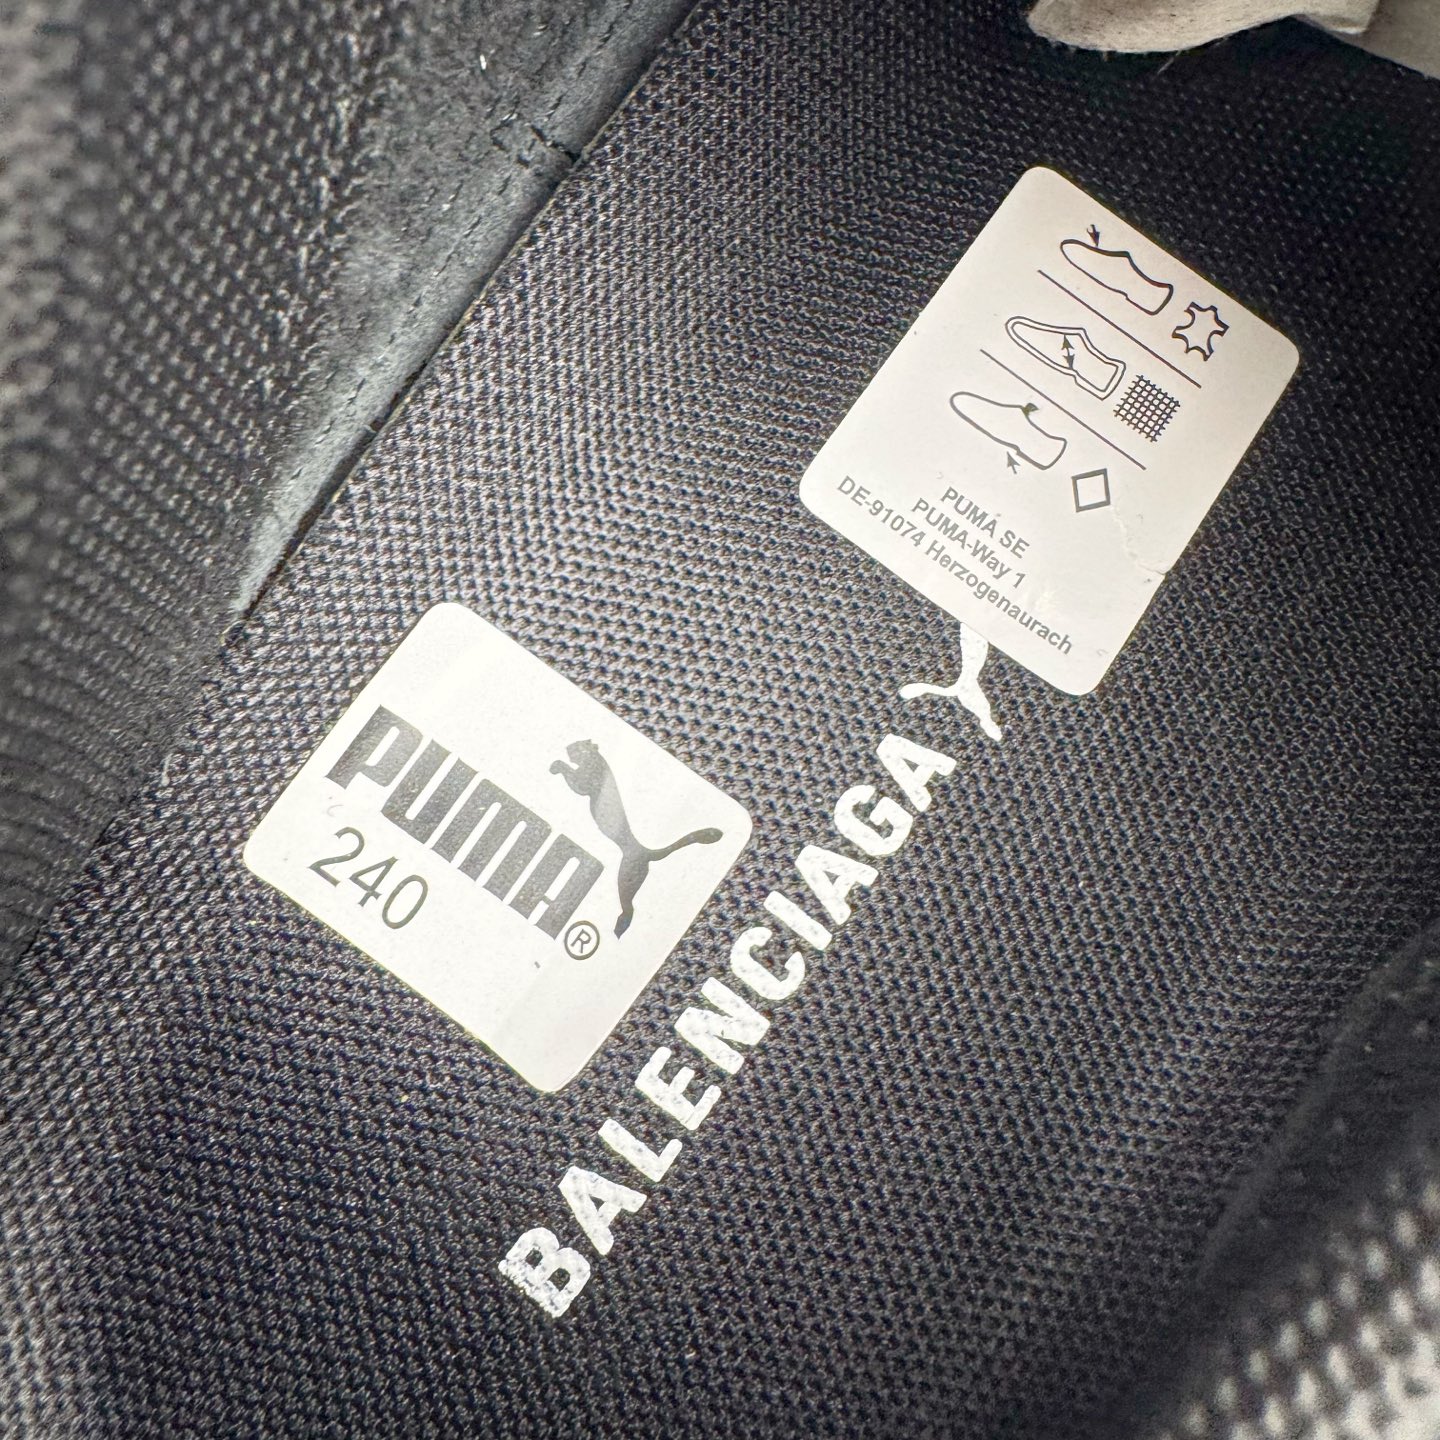 PUMA SE
PUMA-Way 1
DE-91074 Herzogenaurach
PUMA®
240
BALENCIAGA